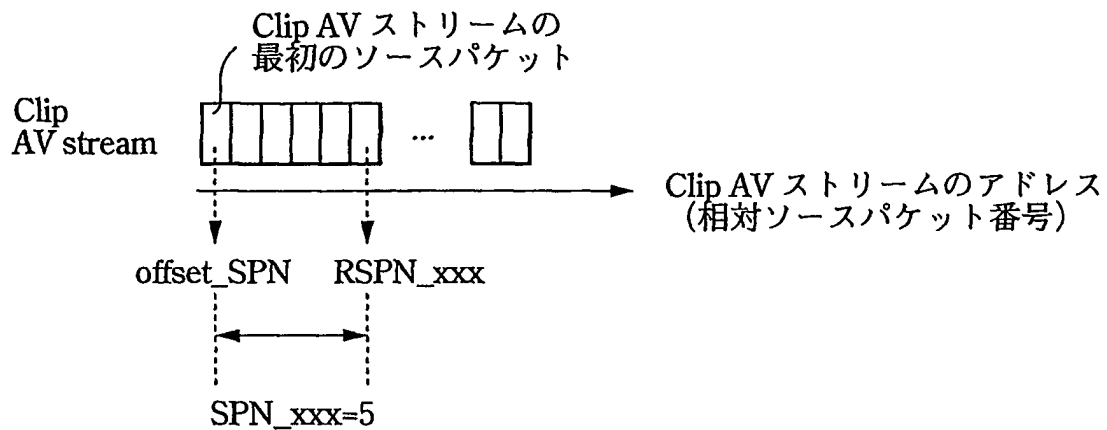 Clip AV ストリームの
最初のソースパケット
Clip
AV stream
...
Clip AV ストリームのアドレス
(相対ソースパケット番号)
offset_SPN RSPN_xxx
SPN_xxx=5